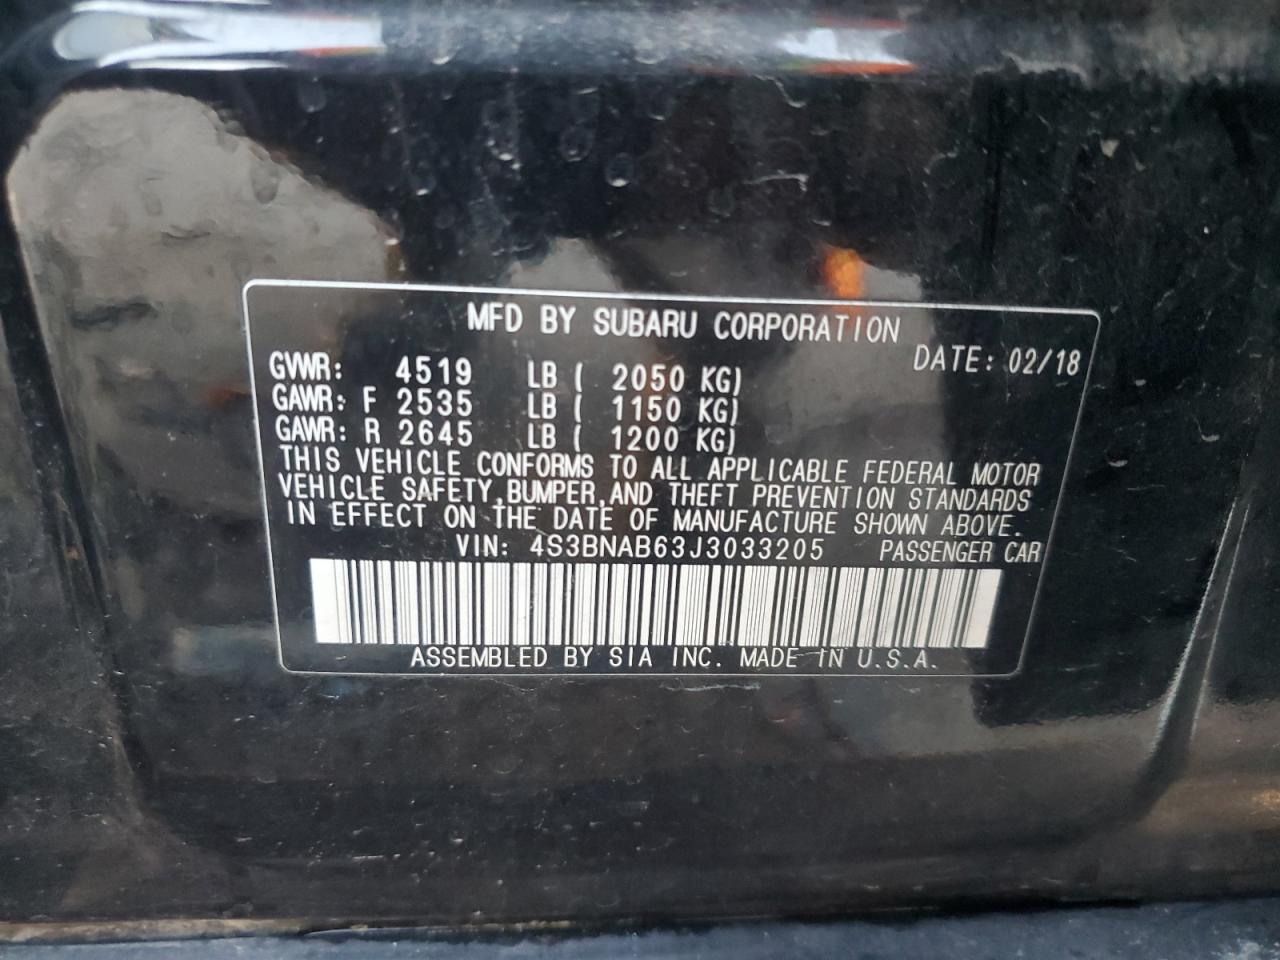 MFD BY SUBARU CORPORATION
DATE: 02/18
GVWR: 4519 LB ( 2050 KG)
GAWR: F 2535 LB ( 1150 KG)
GAWR: R 2645 LB ( 1200 KG)
THIS VEHICLE CONFORMS TO ALL APPLICABLE FEDERAL MOTOR
VEHICLE SAFETY,BUMPER,AND THEFT PREVENTION STANDARDS
IN EFFECT ON THE DATE OF MANUFACTURE SHOWN ABOVE.
VIN: 4S3BNAB63J3033205 PASSENGER CAR
ASSEMBLED BY SIA INC. MADE IN U.S.A.